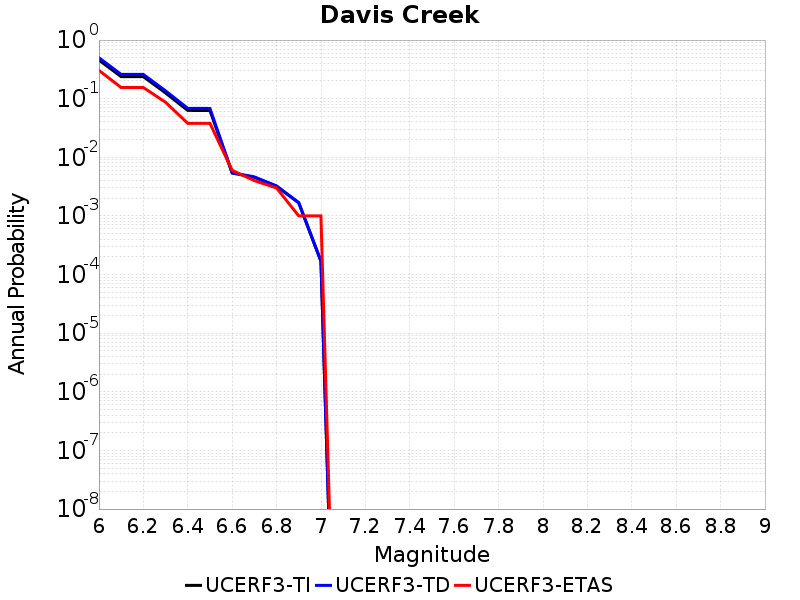 Davis Creek
10^0
10^-1
10^-2
10^-3
10^-4
10^-5
10^-6
10^-7
10^-8
Annual Probability
6 6.2 6.4 6.6 6.8 7 7.2 7.4 7.6 7.8 8 8.2 8.4 8.6 8.8 9
Magnitude
UCERF3-TI UCERF3-TD UCERF3-ETAS